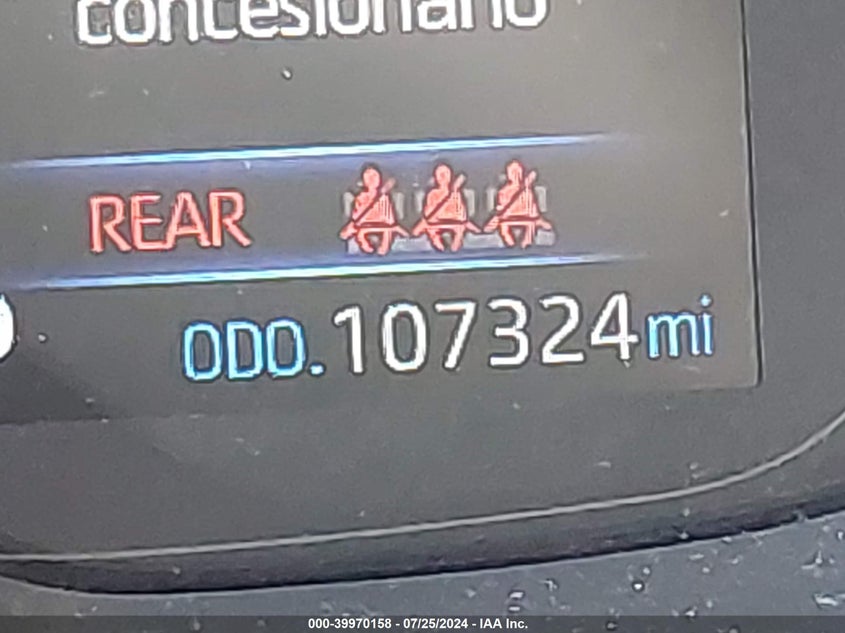 concesionario
REAR
ODO.107324mi
000-39970158 - 07/25/2024 - IAA Inc.